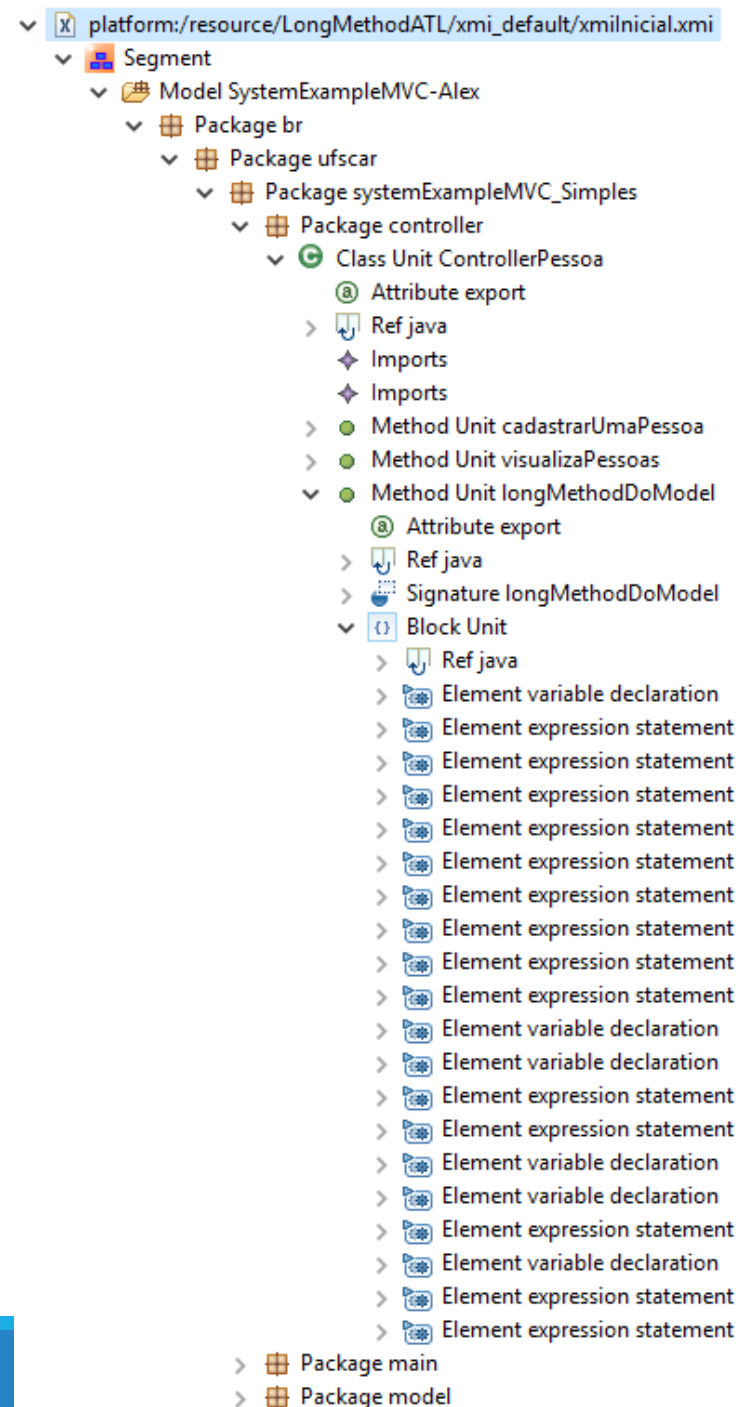 platform:/resource/LongMethodATL/xmi_default/xmiInicial.xmi
Segment
Model SystemExampleMVC-Alex
Package br
Package ufscar
Package systemExampleMVC_Simples
Package controller
Class Unit ControllerPessoa
Attribute export
Ref java
Imports
Imports
Method Unit cadastrarUmaPessoa
Method Unit visualizaPessoas
Method Unit longMethodDoModel
Attribute export
Ref java
Signature longMethodDoModel
Block Unit
Ref java
Element variable declaration
Element expression statement
Element expression statement
Element expression statement
Element expression statement
Element expression statement
Element expression statement
Element expression statement
Element expression statement
Element expression statement
Element variable declaration
Element variable declaration
Element expression statement
Element expression statement
Element variable declaration
Element variable declaration
Element expression statement
Element variable declaration
Element expression statement
Element expression statement
Package main
Package model